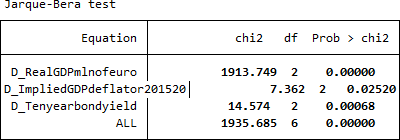 Jarque-Bera test
Equation chi2 df Prob > chi2
D_RealGDPmlnofeuro 1913.749 2 0.00000
D_ImpliedGDPdeflator201520 7.362 2 0.02520
D_Tenyearbondyield 14.574 2 0.00068
ALL 1935.685 6 0.00000